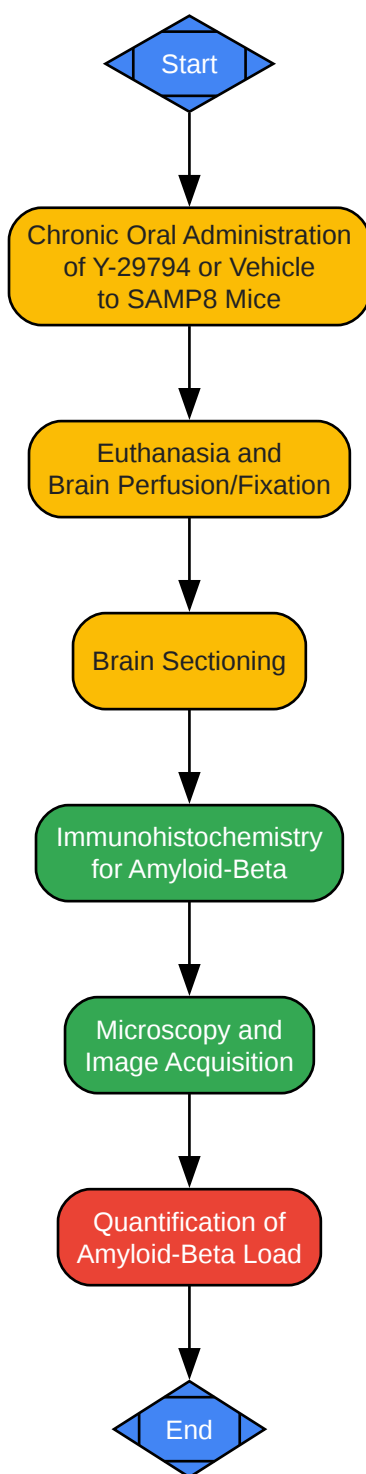 Start
Chronic Oral Administration
of Y-29794 or Vehicle
to SAMP8 Mice
Euthanasia and
Brain Perfusion/Fixation
Brain Sectioning
Immunohistochemistry
for Amyloid-Beta
Microscopy and
Image Acquisition
Quantification of
Amyloid-Beta Load
End